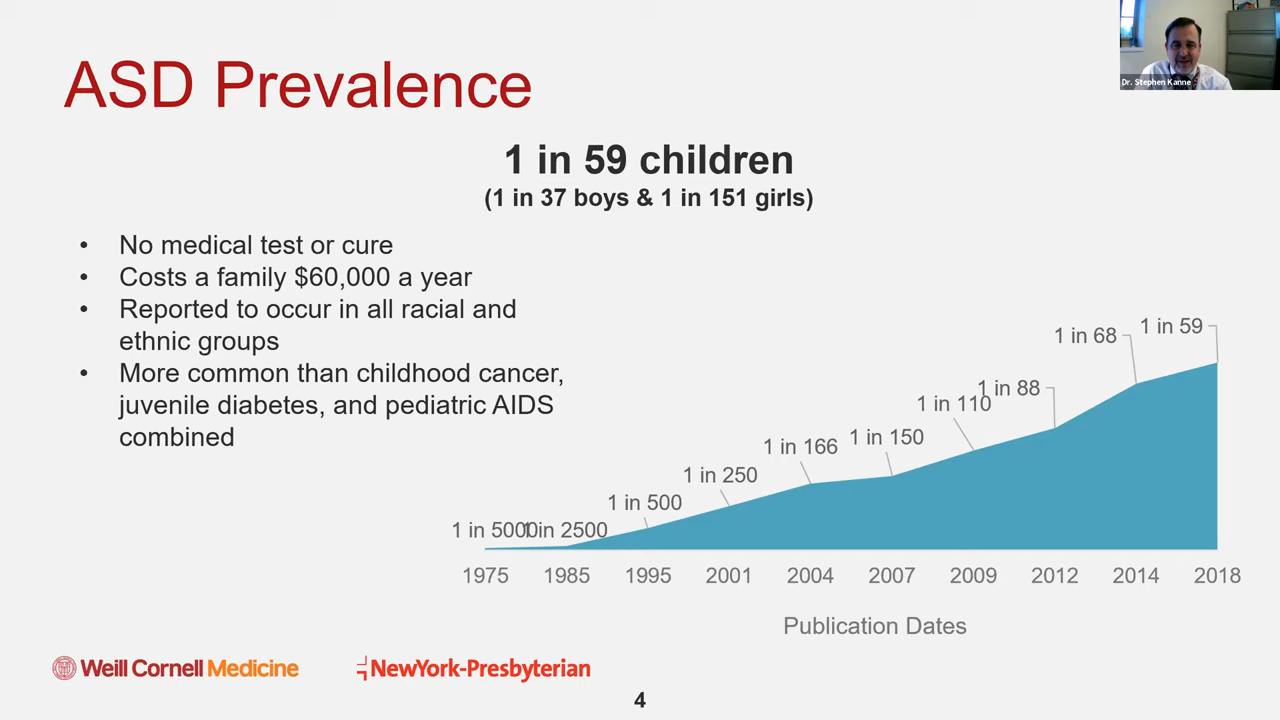 Dr. Stephen Kanne
ASD Prevalence
1 in 59 children
(1 in 37 boys & 1 in 151 girls)
• No medical test or cure
• Costs a family $60,000 a year
• Reported to occur in all racial and
ethnic groups
• More common than childhood cancer,
juvenile diabetes, and pediatric AIDS
combined
1 in 5000
1 in 2500
1 in 500
1 in 250
1 in 166
1 in 150
1 in 110
1 in 88
1 in 68
1 in 59
1975 1985 1995 2001 2004 2007 2009 2012 2014 2018
Publication Dates
Weill Cornell Medicine
NewYork-Presbyterian
4